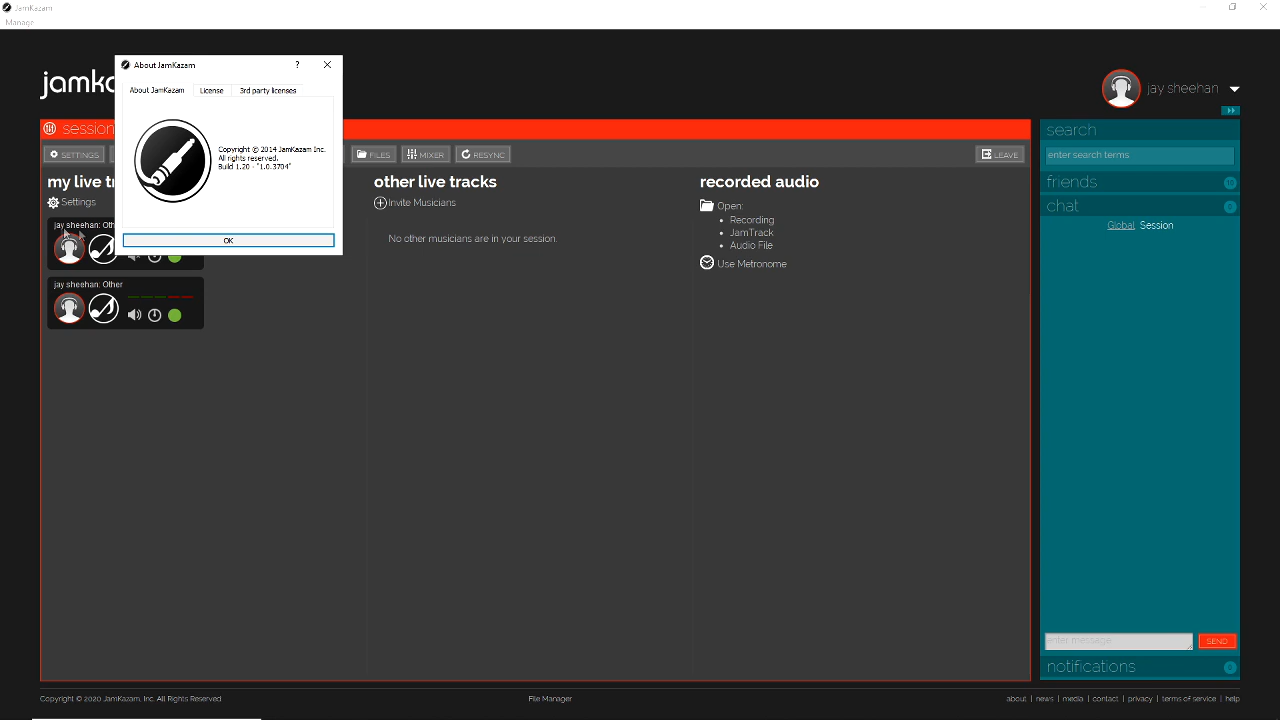 JamKazam
Manage
About JamKazam
?
About JamKazam
License
3rd party licenses
Copyright © 2014 JamKazam Inc.
All rights reserved.
Build 1.20 - "1.0.3704"
OK
jamka
jay sheehan
session
SETTINGS
FILES
MIXER
RESYNC
LEAVE
my live t
Settings
jay sheehan: Oth
jay sheehan: Other
other live tracks
Invite Musicians
No other musicians are in your session.
recorded audio
Open:
Recording
JamTrack
Audio File
Use Metronome
search
enter search terms
friends
chat
Global Session
enter message
SEND
notifications
Copyright © 2020 JamKazam, Inc. All Rights Reserved
File Manager
about | news | media | contact | privacy | terms of service | help